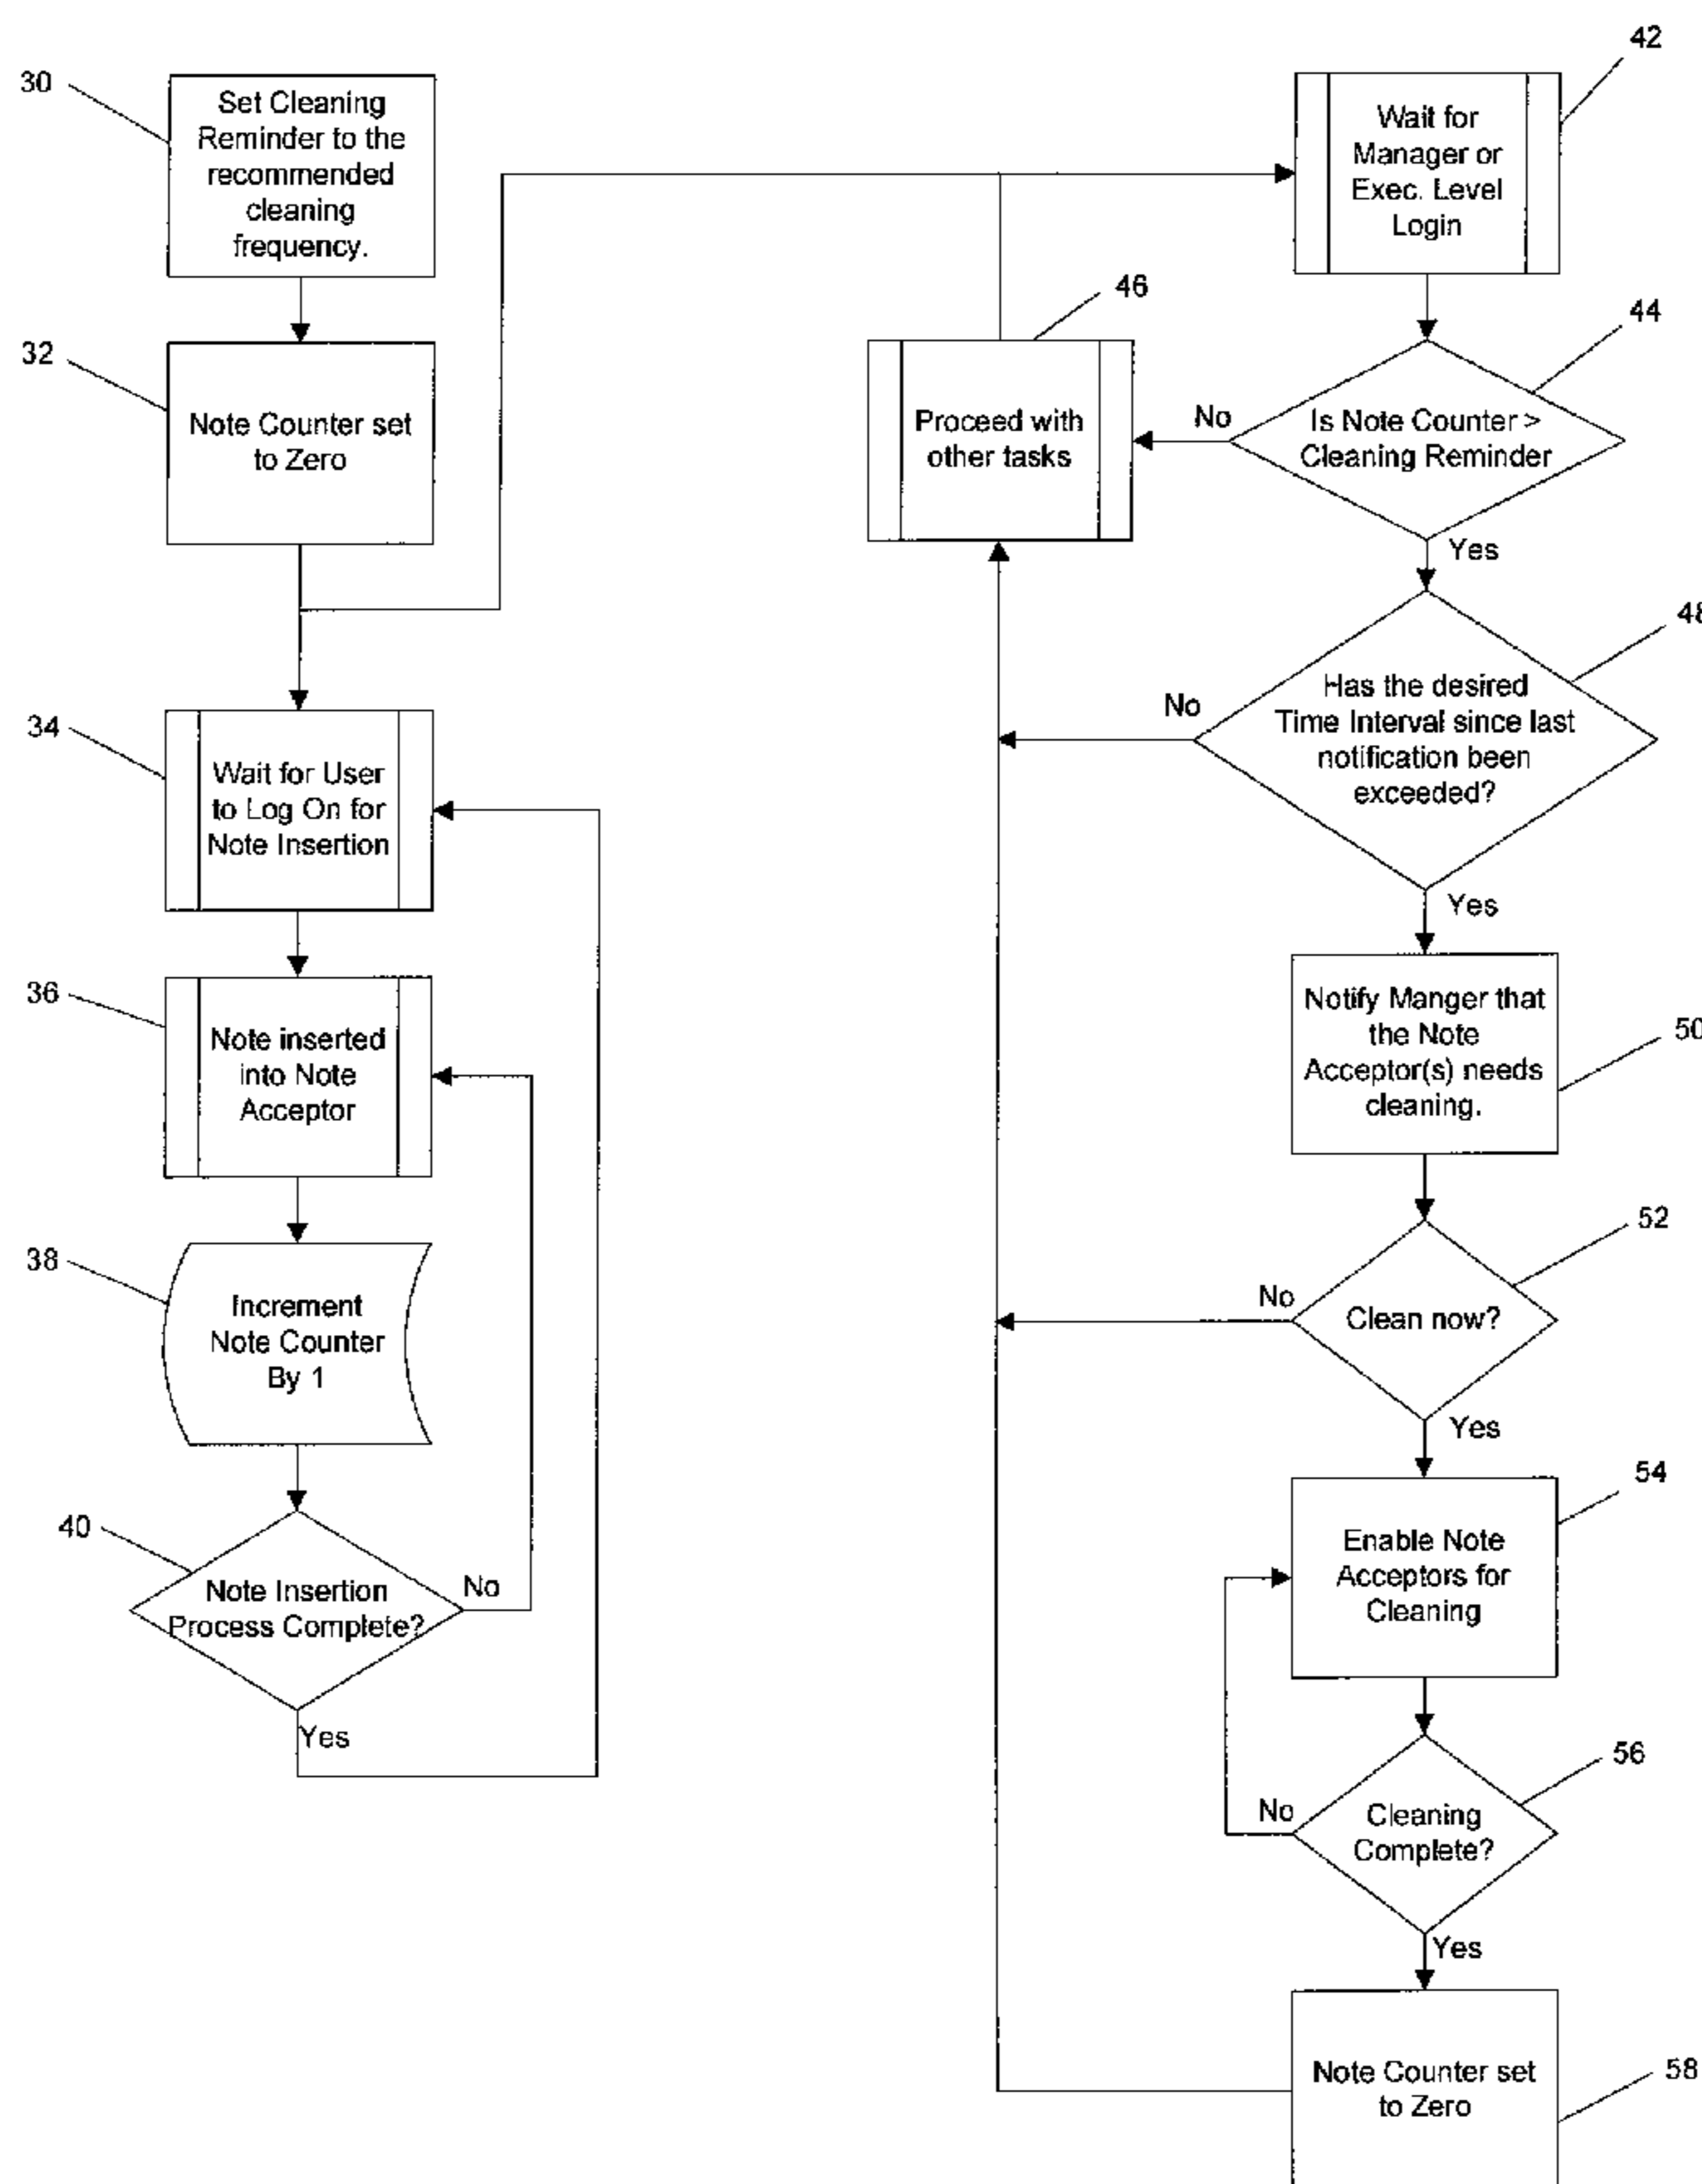 30
Set Cleaning
Reminder to the
recommended
cleaning
frequency.
32
Note Counter set
to Zero
34
Wait for User
to Log On for
Note Insertion
36
Note inserted
into Note
Acceptor
38
Increment
Note Counter
By 1
40
Note Insertion
Process Complete?
No
Yes
42
Wait for
Manager or
Exec. Level
Login
44
Is Note Counter >
Cleaning Reminder
No
Yes
46
Proceed with
other tasks
48
Has the desired
Time Interval since last
notification been
exceeded?
No
Yes
50
Notify Manger that
the Note
Acceptor(s) needs
cleaning.
52
Clean now?
No
Yes
54
Enable Note
Acceptors for
Cleaning
56
Cleaning
Complete?
No
Yes
58
Note Counter set
to Zero